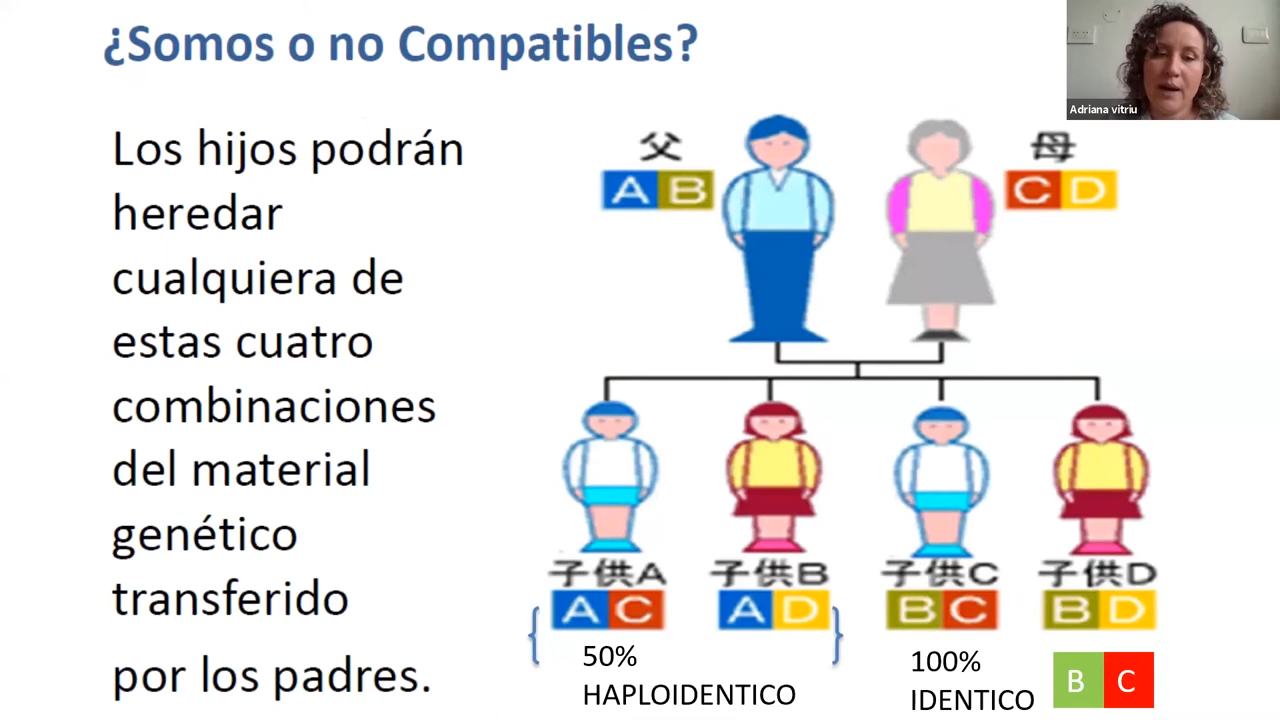 ¿Somos o no Compatibles?
Adriana vitriu
Los hijos podrán
heredar
cualquiera de
estas cuatro
combinaciones
del material
genético
transferido
por los padres.
父
A B
母
C D
子供A
A C
子供B
A D
子供C
B C
子供D
B D
50%
HAPLOIDENTICO
100%
IDENTICO
B C